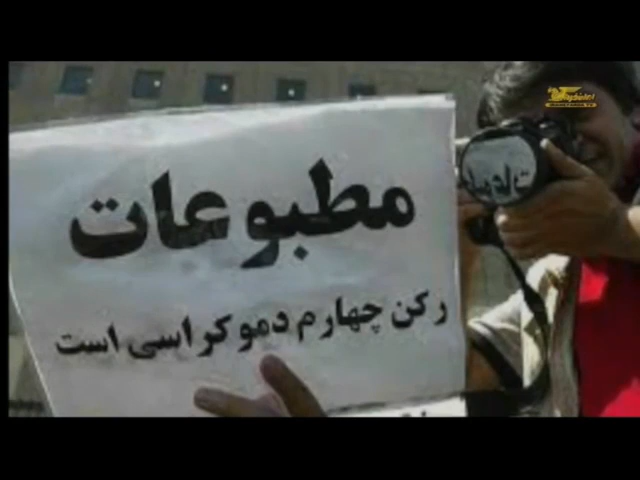 مطبوعات
رکن چهارم دموکراسی است